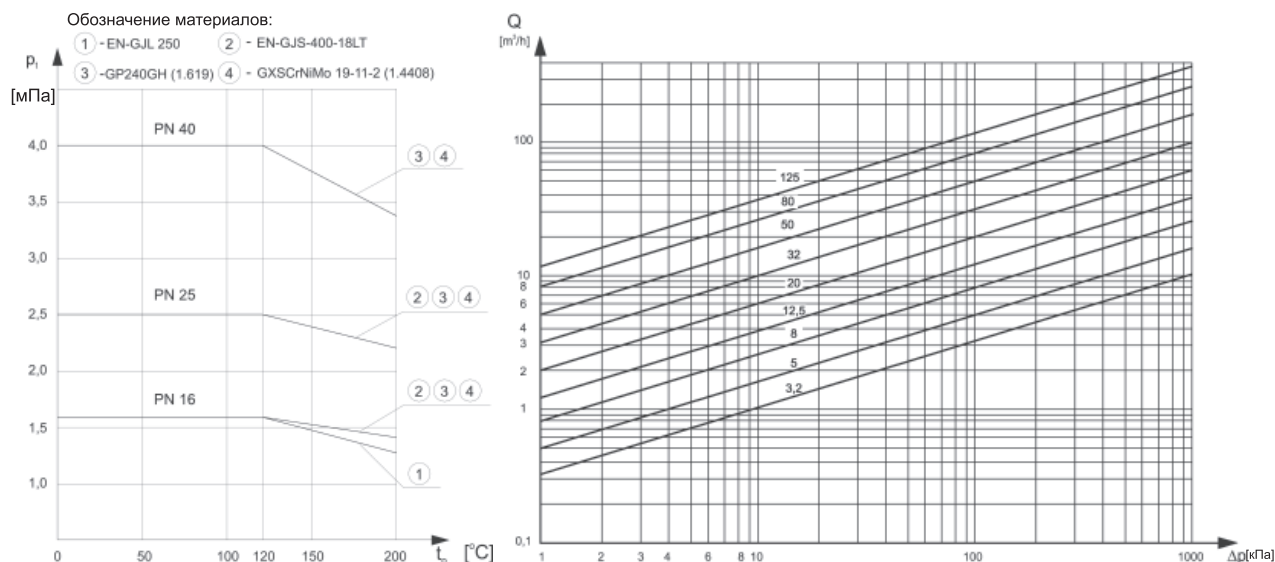 Обозначение материалов:
1 -EN-GJL 250 2 - EN-GJS-400-18LT
3 -GP240GH (1.619) 4 - GXSCrNiMo 19-11-2 (1.4408)
p₁
[мПа]
PN 40
4,0
3 4
3,5
3,0
PN 25
2,5
2 3 4
2,0
PN 16
2 3 4
1,5
1
1,0
0 50 100 120 150 200 [°C]
Q
[m³/h]
100
10
8
6
4
3
2
1
0,1
125
80
50
32
20
12,5
8
5
3,2
1 2 3 4 6 8 10 100 1000 Δp[кПа]